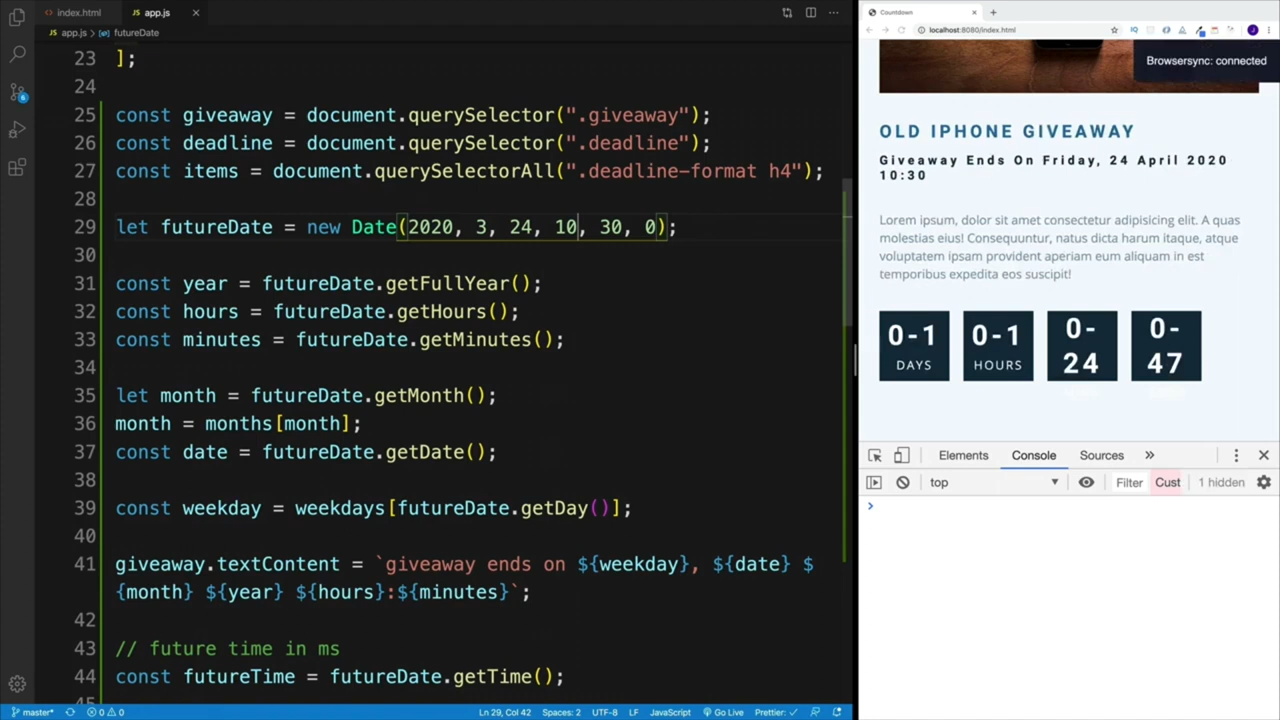 index.html
app.js
app.js > futureDate
23 ];
24
25 const giveaway = document.querySelector(".giveaway");
26 const deadline = document.querySelector(".deadline");
27 const items = document.querySelectorAll(".deadline-format h4");
28
29 let futureDate = new Date(2020, 3, 24, 10, 30, 0);
30
31 const year = futureDate.getFullYear();
32 const hours = futureDate.getHours();
33 const minutes = futureDate.getMinutes();
34
35 let month = futureDate.getMonth();
36 month = months[month];
37 const date = futureDate.getDate();
38
39 const weekday = weekdays[futureDate.getDay()];
40
41 giveaway.textContent = `giveaway ends on ${weekday}, ${date} $
{month} ${year} ${hours}:${minutes}`;
42
43 // future time in ms
44 const futureTime = futureDate.getTime();
6
master*
0 0
Ln 29, Col 42
Spaces: 2
UTF-8
LF
JavaScript
Go Live
Prettier: ✓
Countdown
localhost:8080/index.html
J
Browsersync: connected
OLD IPHONE GIVEAWAY
Giveaway Ends On Friday, 24 April 2020
10:30
Lorem ipsum, dolor sit amet consectetur adipisicing elit. A quas
molestias eius! Consequuntur, natus dicta harum itaque, atque
voluptatem ipsam provident aperiam eum aliquam in est
temporibus expedita eos suscipit!
0-1 0-1 0- 0-
DAYS HOURS 24 47
Elements Console Sources »
top Filter Cust 1 hidden
>